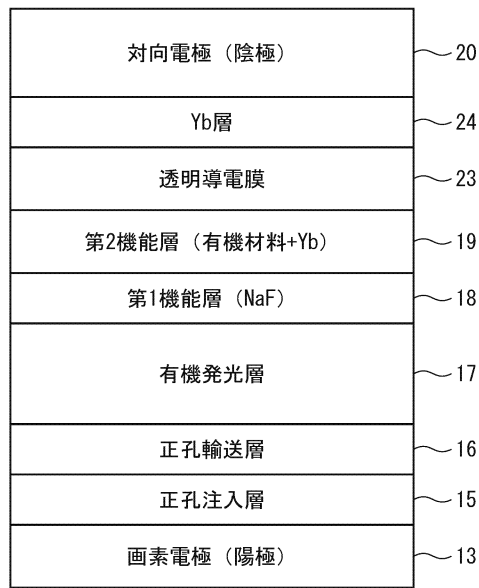 対向電極（陰極） 20
Yb層 24
透明導電膜 23
第2機能層（有機材料+Yb） 19
第1機能層（NaF） 18
有機発光層 17
正孔輸送層 16
正孔注入層 15
画素電極（陽極） 13